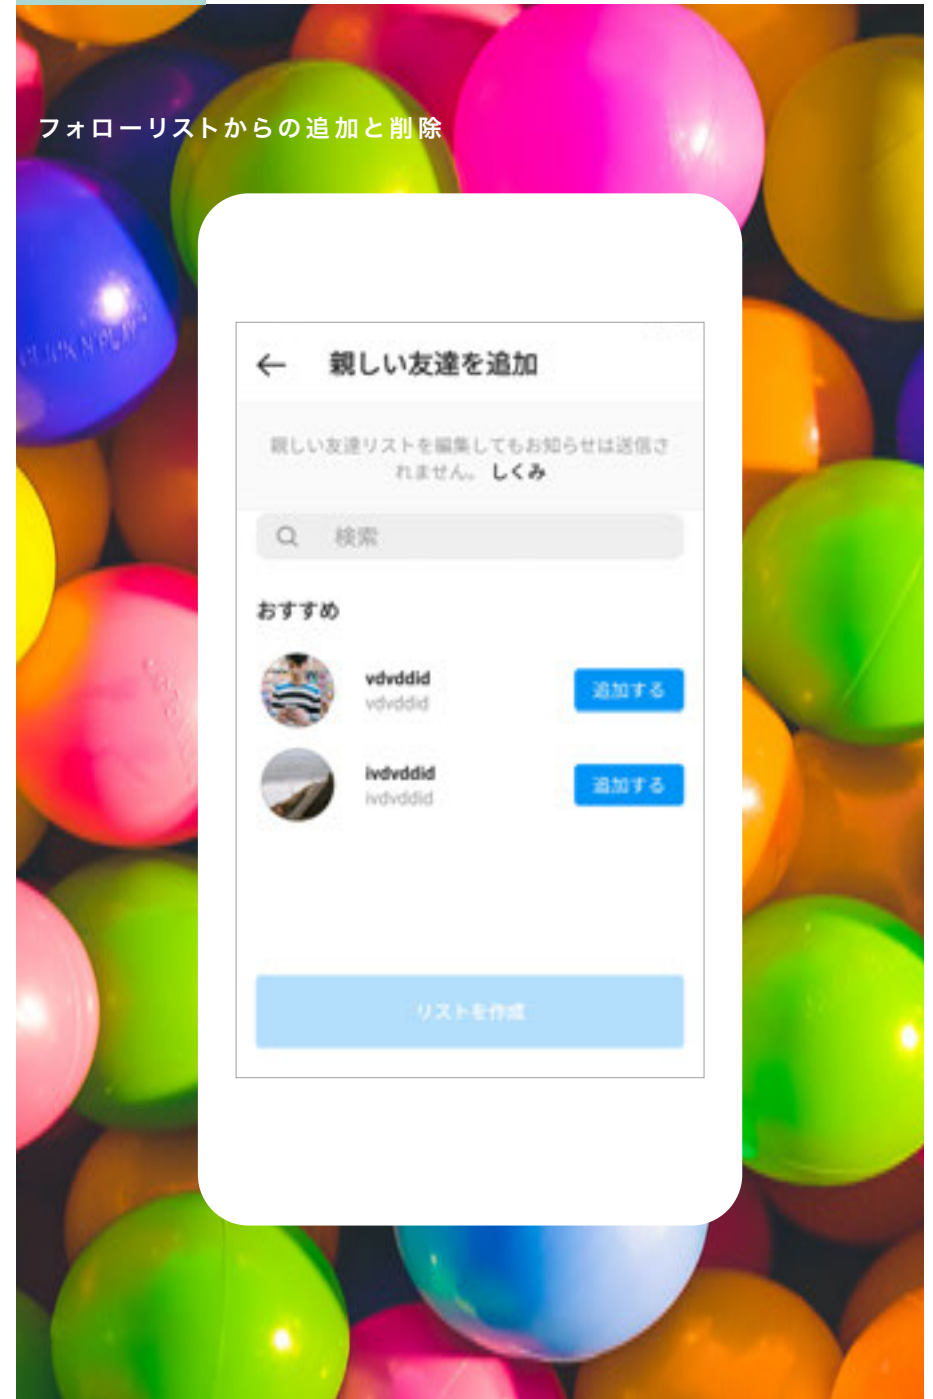 フォローリストからの追加と削除
← 親しい友達を追加
親しい友達リストを編集してもお知らせは送信さ
れません。 しくみ
検索
おすすめ
vdvddid
vdvddid
追加する
ivdvddid
ivdvddid
追加する
リストを作成
CLICK N' PLAY